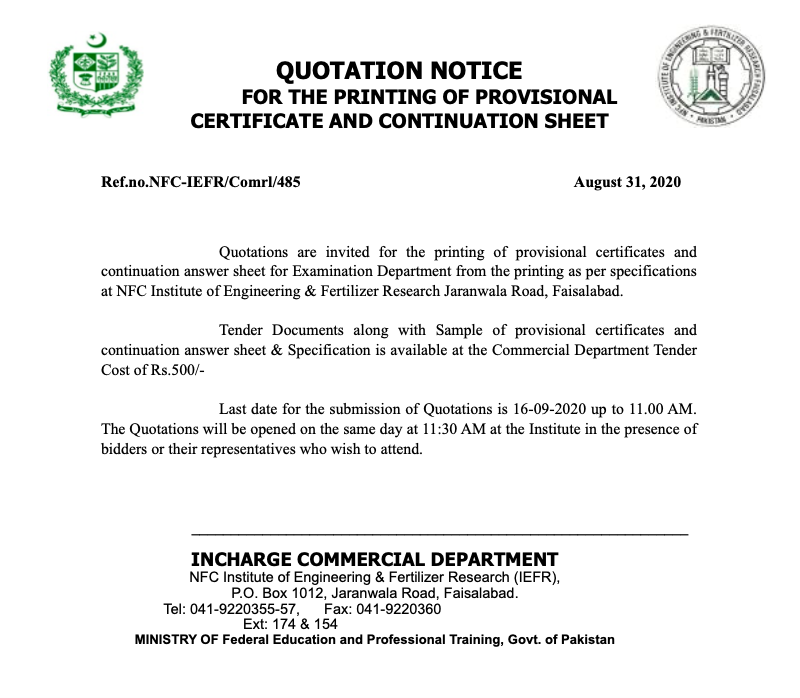 QUOTATION NOTICE
FOR THE PRINTING OF PROVISIONAL
CERTIFICATE AND CONTINUATION SHEET
NFC INSTITUTE OF ENGINEERING & FERTILIZER RESEARCH FAISALABAD
PAKISTAN
Ref.no.NFC-IEFR/Comrl/485 August 31, 2020
Quotations are invited for the printing of provisional certificates and
continuation answer sheet for Examination Department from the printing as per specifications
at NFC Institute of Engineering & Fertilizer Research Jaranwala Road, Faisalabad.
Tender Documents along with Sample of provisional certificates and
continuation answer sheet & Specification is available at the Commercial Department Tender
Cost of Rs.500/-
Last date for the submission of Quotations is 16-09-2020 up to 11.00 AM.
The Quotations will be opened on the same day at 11:30 AM at the Institute in the presence of
bidders or their representatives who wish to attend.
INCHARGE COMMERCIAL DEPARTMENT
NFC Institute of Engineering & Fertilizer Research (IEFR),
P.O. Box 1012, Jaranwala Road, Faisalabad.
Tel: 041-9220355-57, Fax: 041-9220360
Ext: 174 & 154
MINISTRY OF Federal Education and Professional Training, Govt. of Pakistan